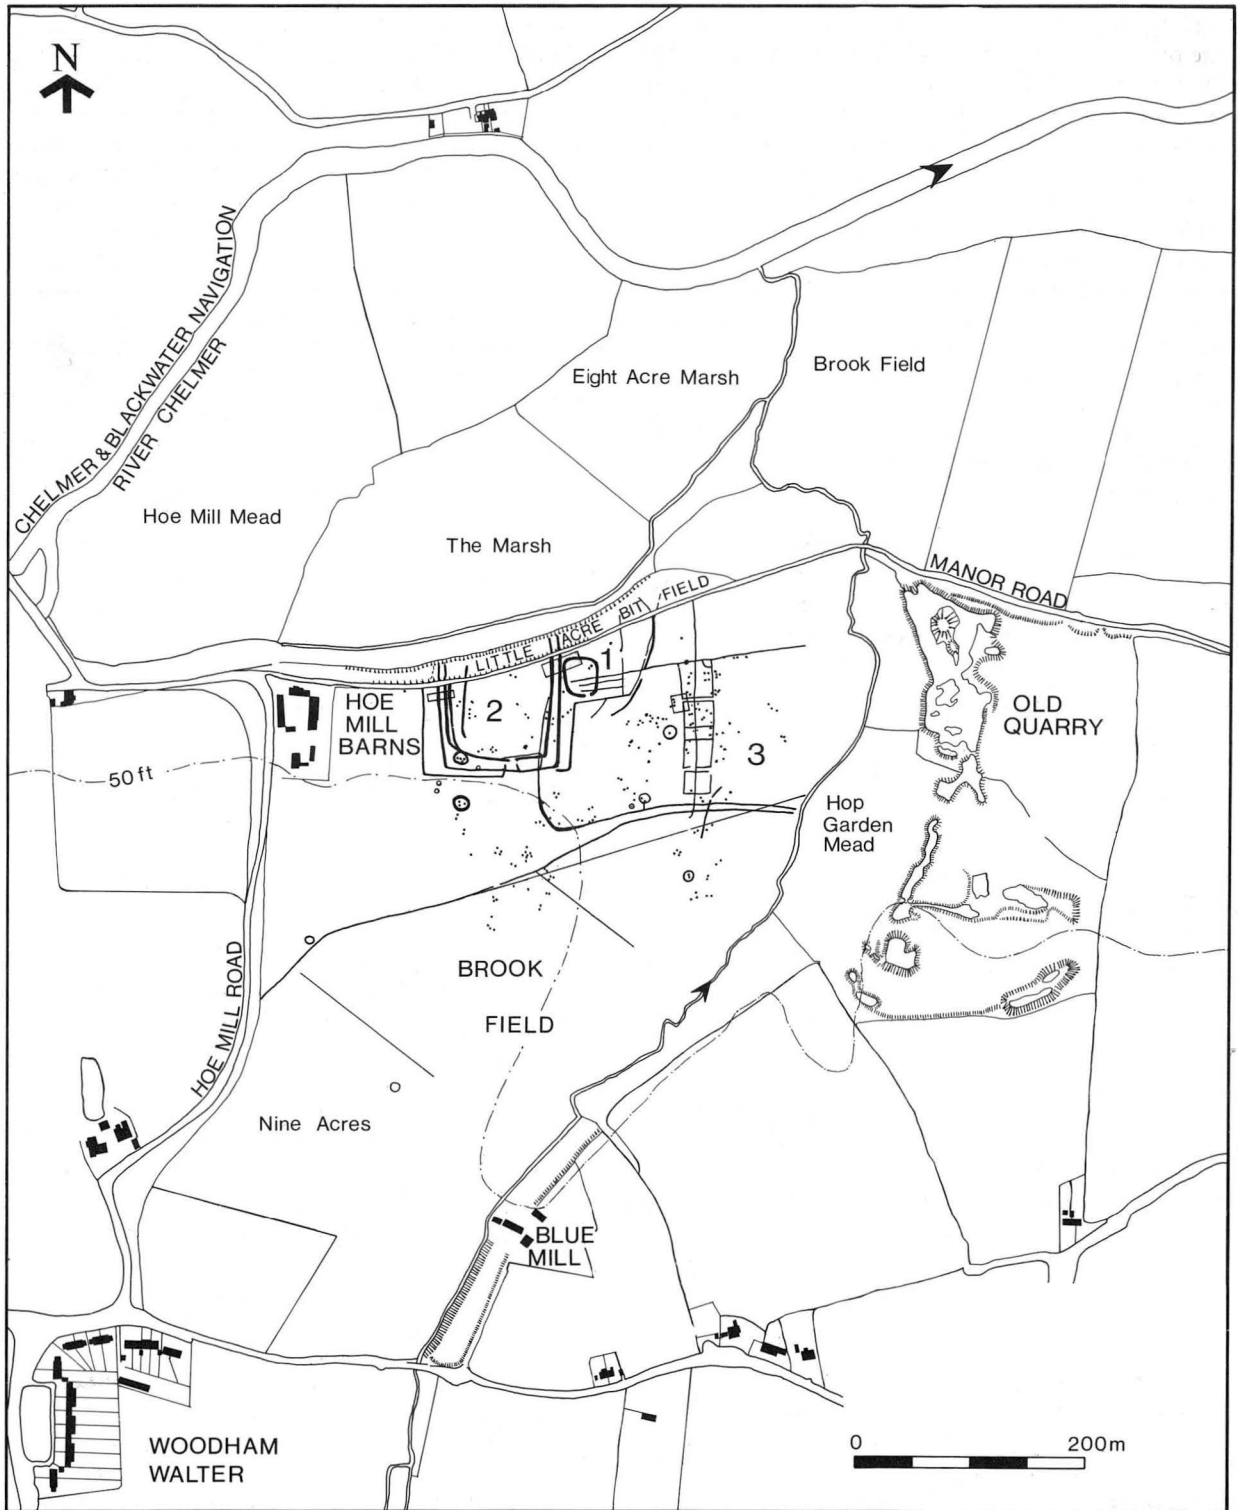 N
CHELMER & BLACKWATER NAVIGATION
RIVER CHELMER
Eight Acre Marsh
Brook Field
Hoe Mill Mead
The Marsh
MANOR ROAD
LITTLE ACRE BIT FIELD
1
HOE
MILL
BARNS
2
3
OLD
QUARRY
50 ft
Hop
Garden
Mead
HOE MILL ROAD
BROOK
FIELD
Nine Acres
BLUE
MILL
WOODHAM
WALTER
0 200m